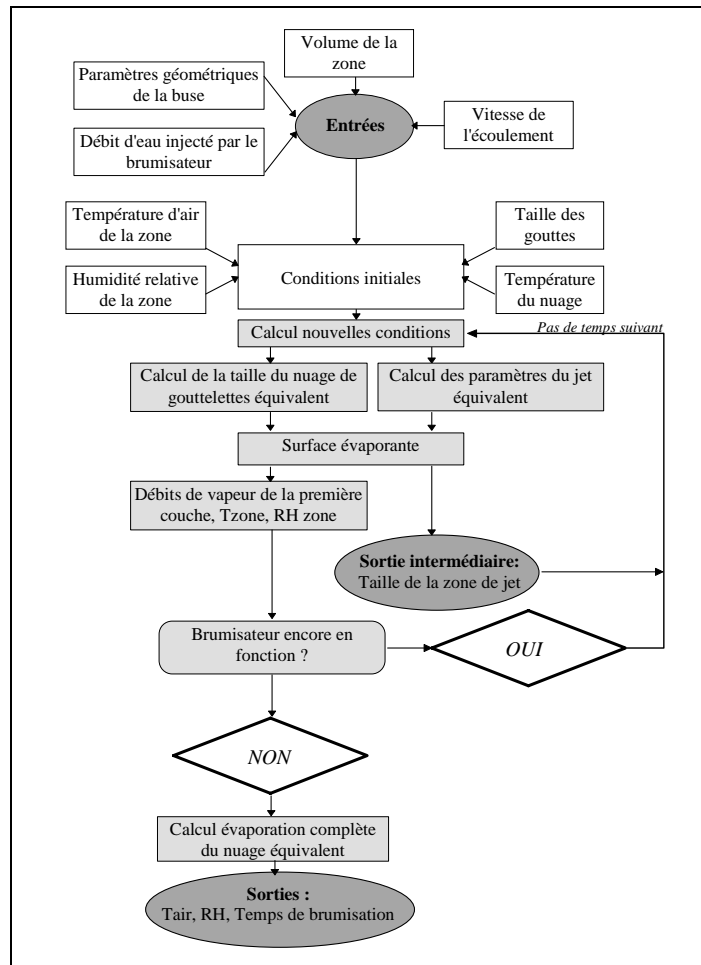 Volume de la
zone
Paramètres géométriques
de la buse
Entrées
Vitesse de
l'écoulement
Débit d'eau injecté par le
brumisateur
Température d'air
de la zone
Taille des
gouttes
Humidité relative
de la zone
Conditions initiales
Température
du nuage
Pas de temps suivant
Calcul nouvelles conditions
Calcul de la taille du nuage de
gouttelettes équivalent
Calcul des paramètres du jet
équivalent
Surface évaporante
Débits de vapeur de la première
couche, Tzone, RH zone
Sortie intermédiaire:
Taille de la zone de jet
Brumisateur encore en
fonction ?
OUI
NON
Calcul évaporation complète
du nuage équivalent
Sorties :
Tair, RH, Temps de brumisation